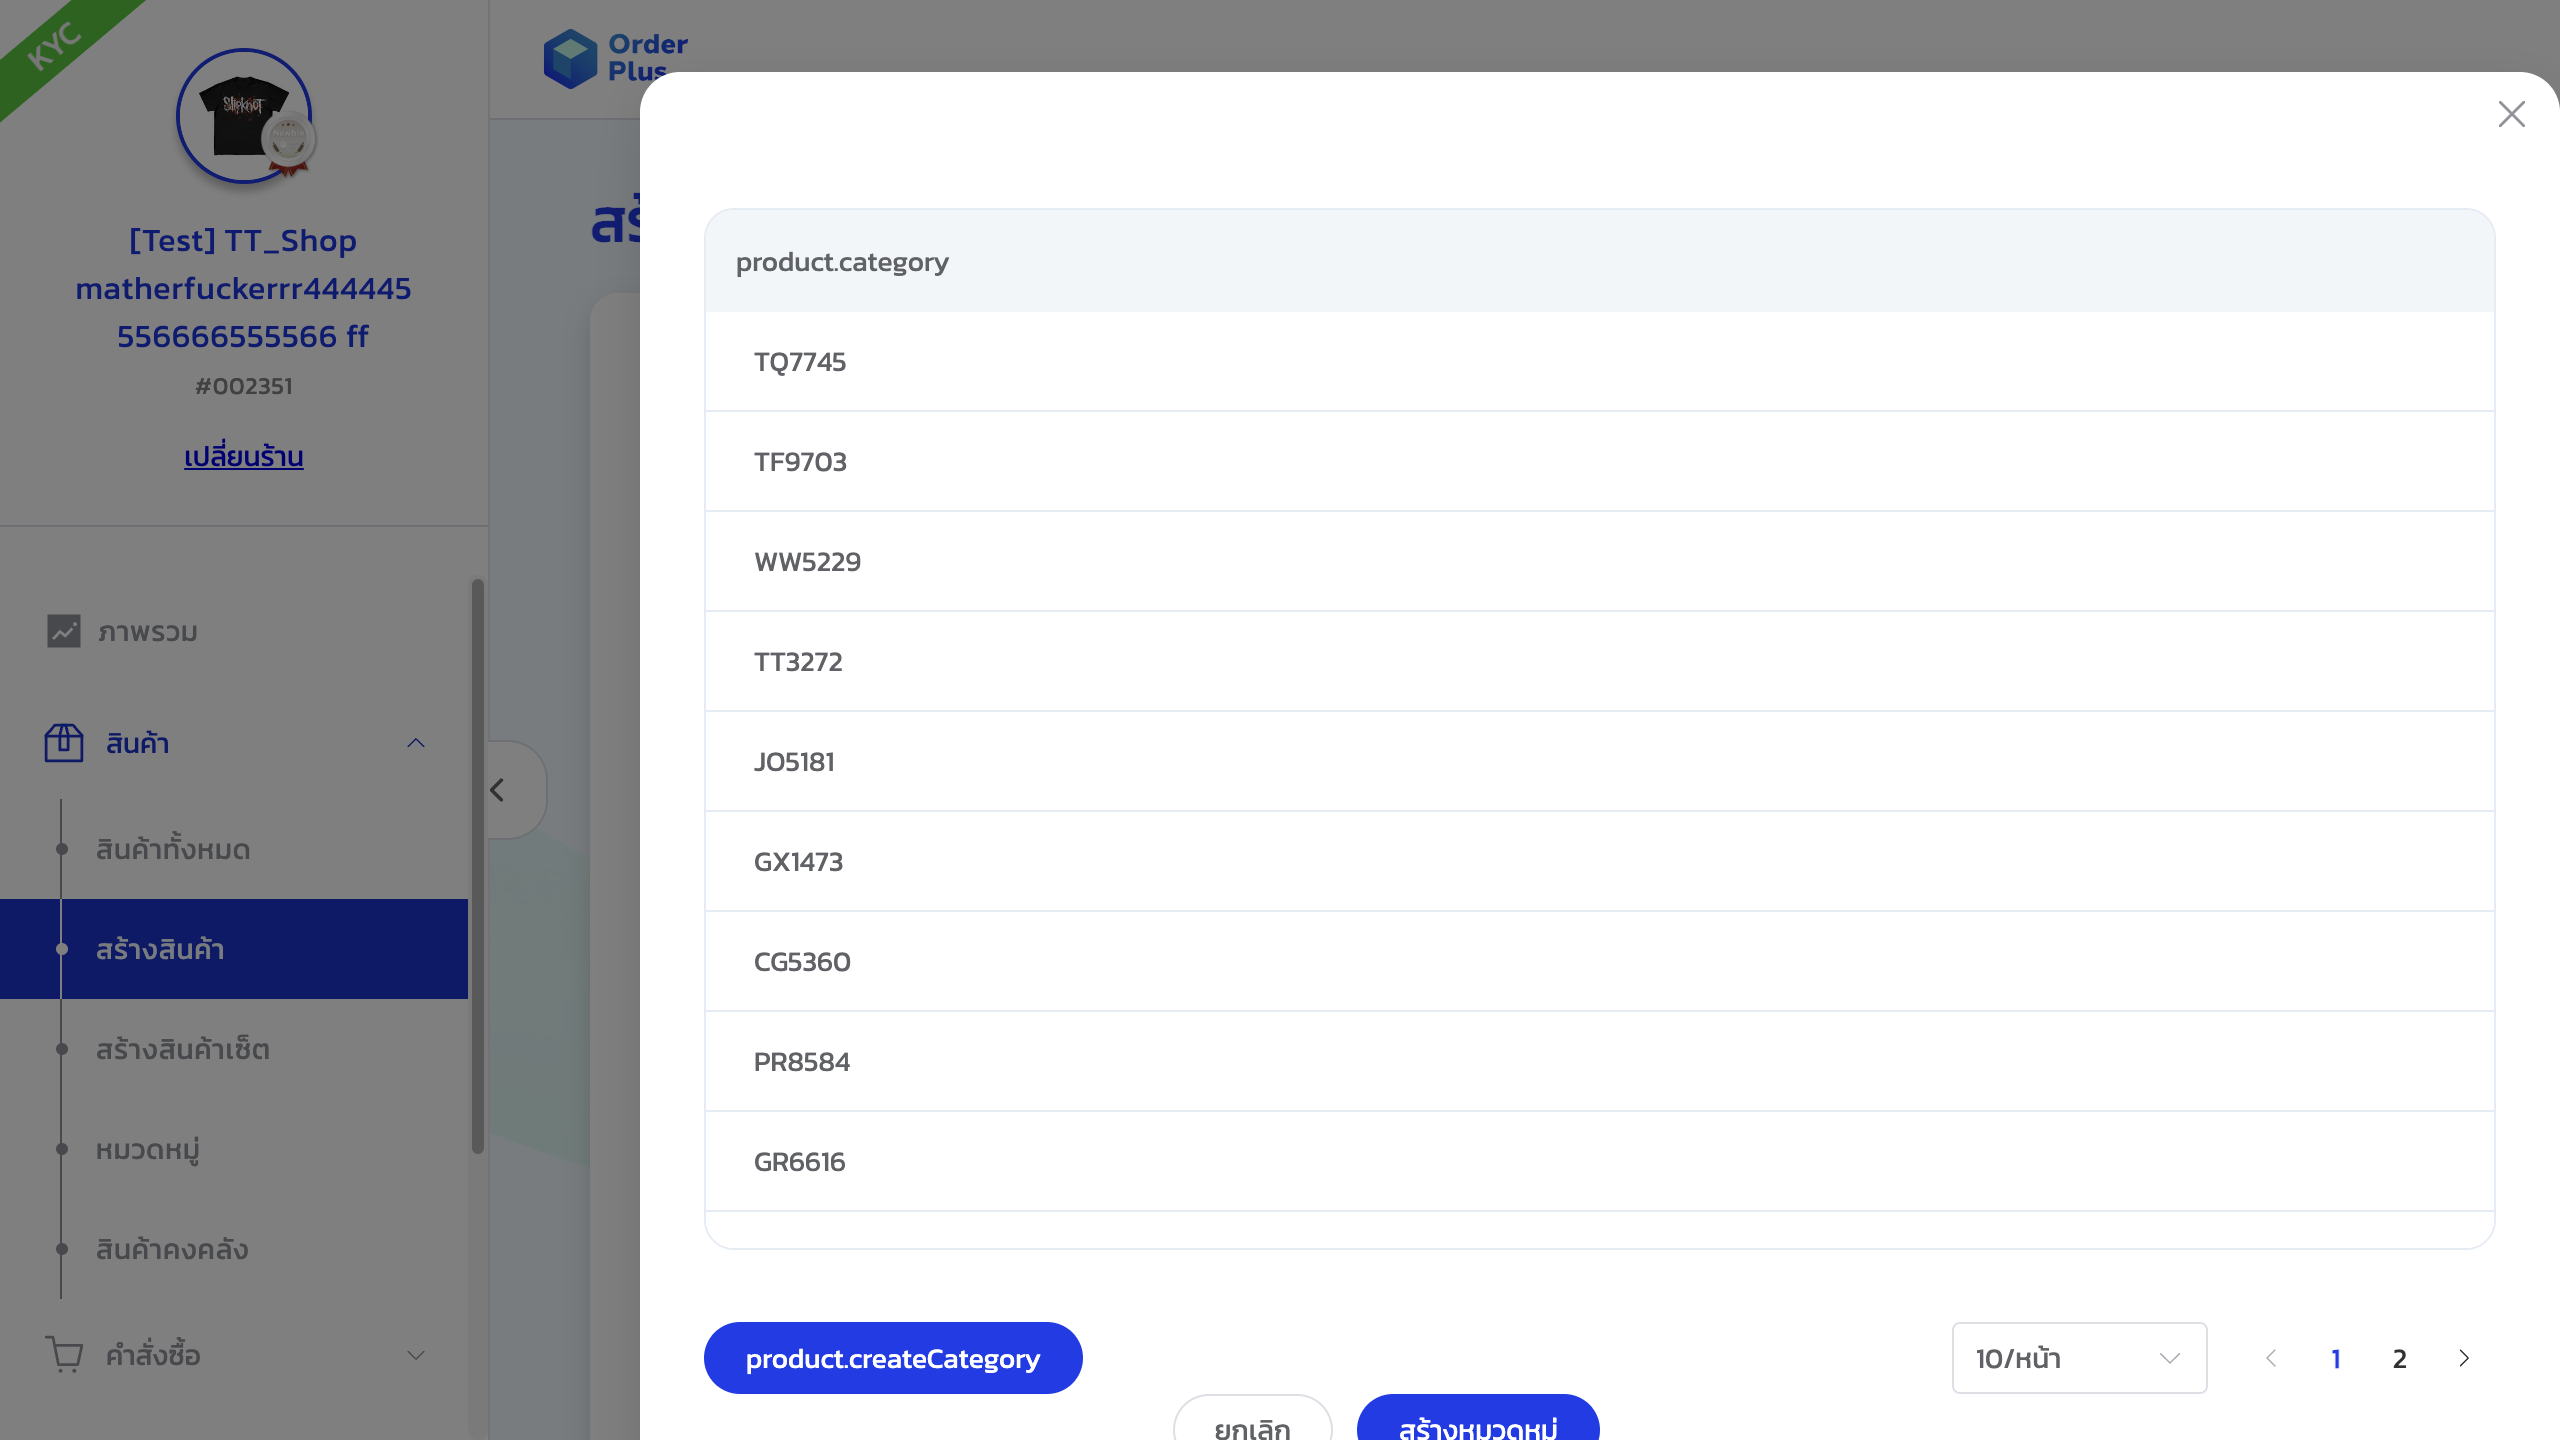 KYC
Slipknot
Newbie
[Test] TT_Shop
matherfuckerrr444445
556666555566 ff
#002351
เปลี่ยนร้าน
ภาพรวม
สินค้า
สินค้าทั้งหมด
สร้างสินค้า
สร้างสินค้าเซ็ต
หมวดหมู่
สินค้าคงคลัง
คำสั่งซื้อ
Order
Plus
product.category
TQ7745
TF9703
WW5229
TT3272
JO5181
GX1473
CG5360
PR8584
GR6616
product.createCategory
10/หน้า
1
2
ยกเลิก
สร้างหมวดหมู่